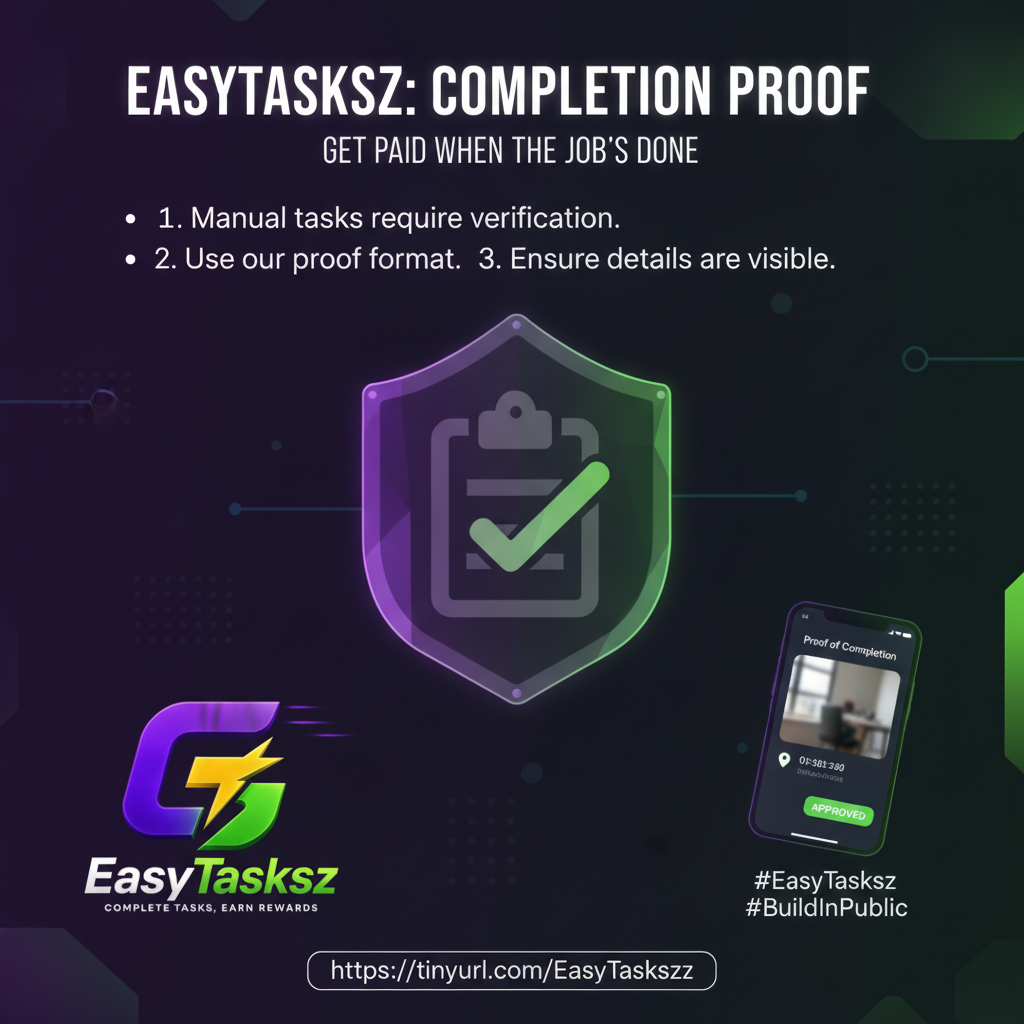 EASYTASKSZ: COMPLETION PROOF
GET PAID WHEN THE JOB'S DONE
• 1. Manual tasks require verification.
• 2. Use our proof format. 3. Ensure details are visible.
Proof of Completion
APPROVED
EasyTasksz
COMPLETE TASKS, EARN REWARDS
#EasyTasksz
#BuildInPublic
https://tinyurl.com/EasyTaskszz